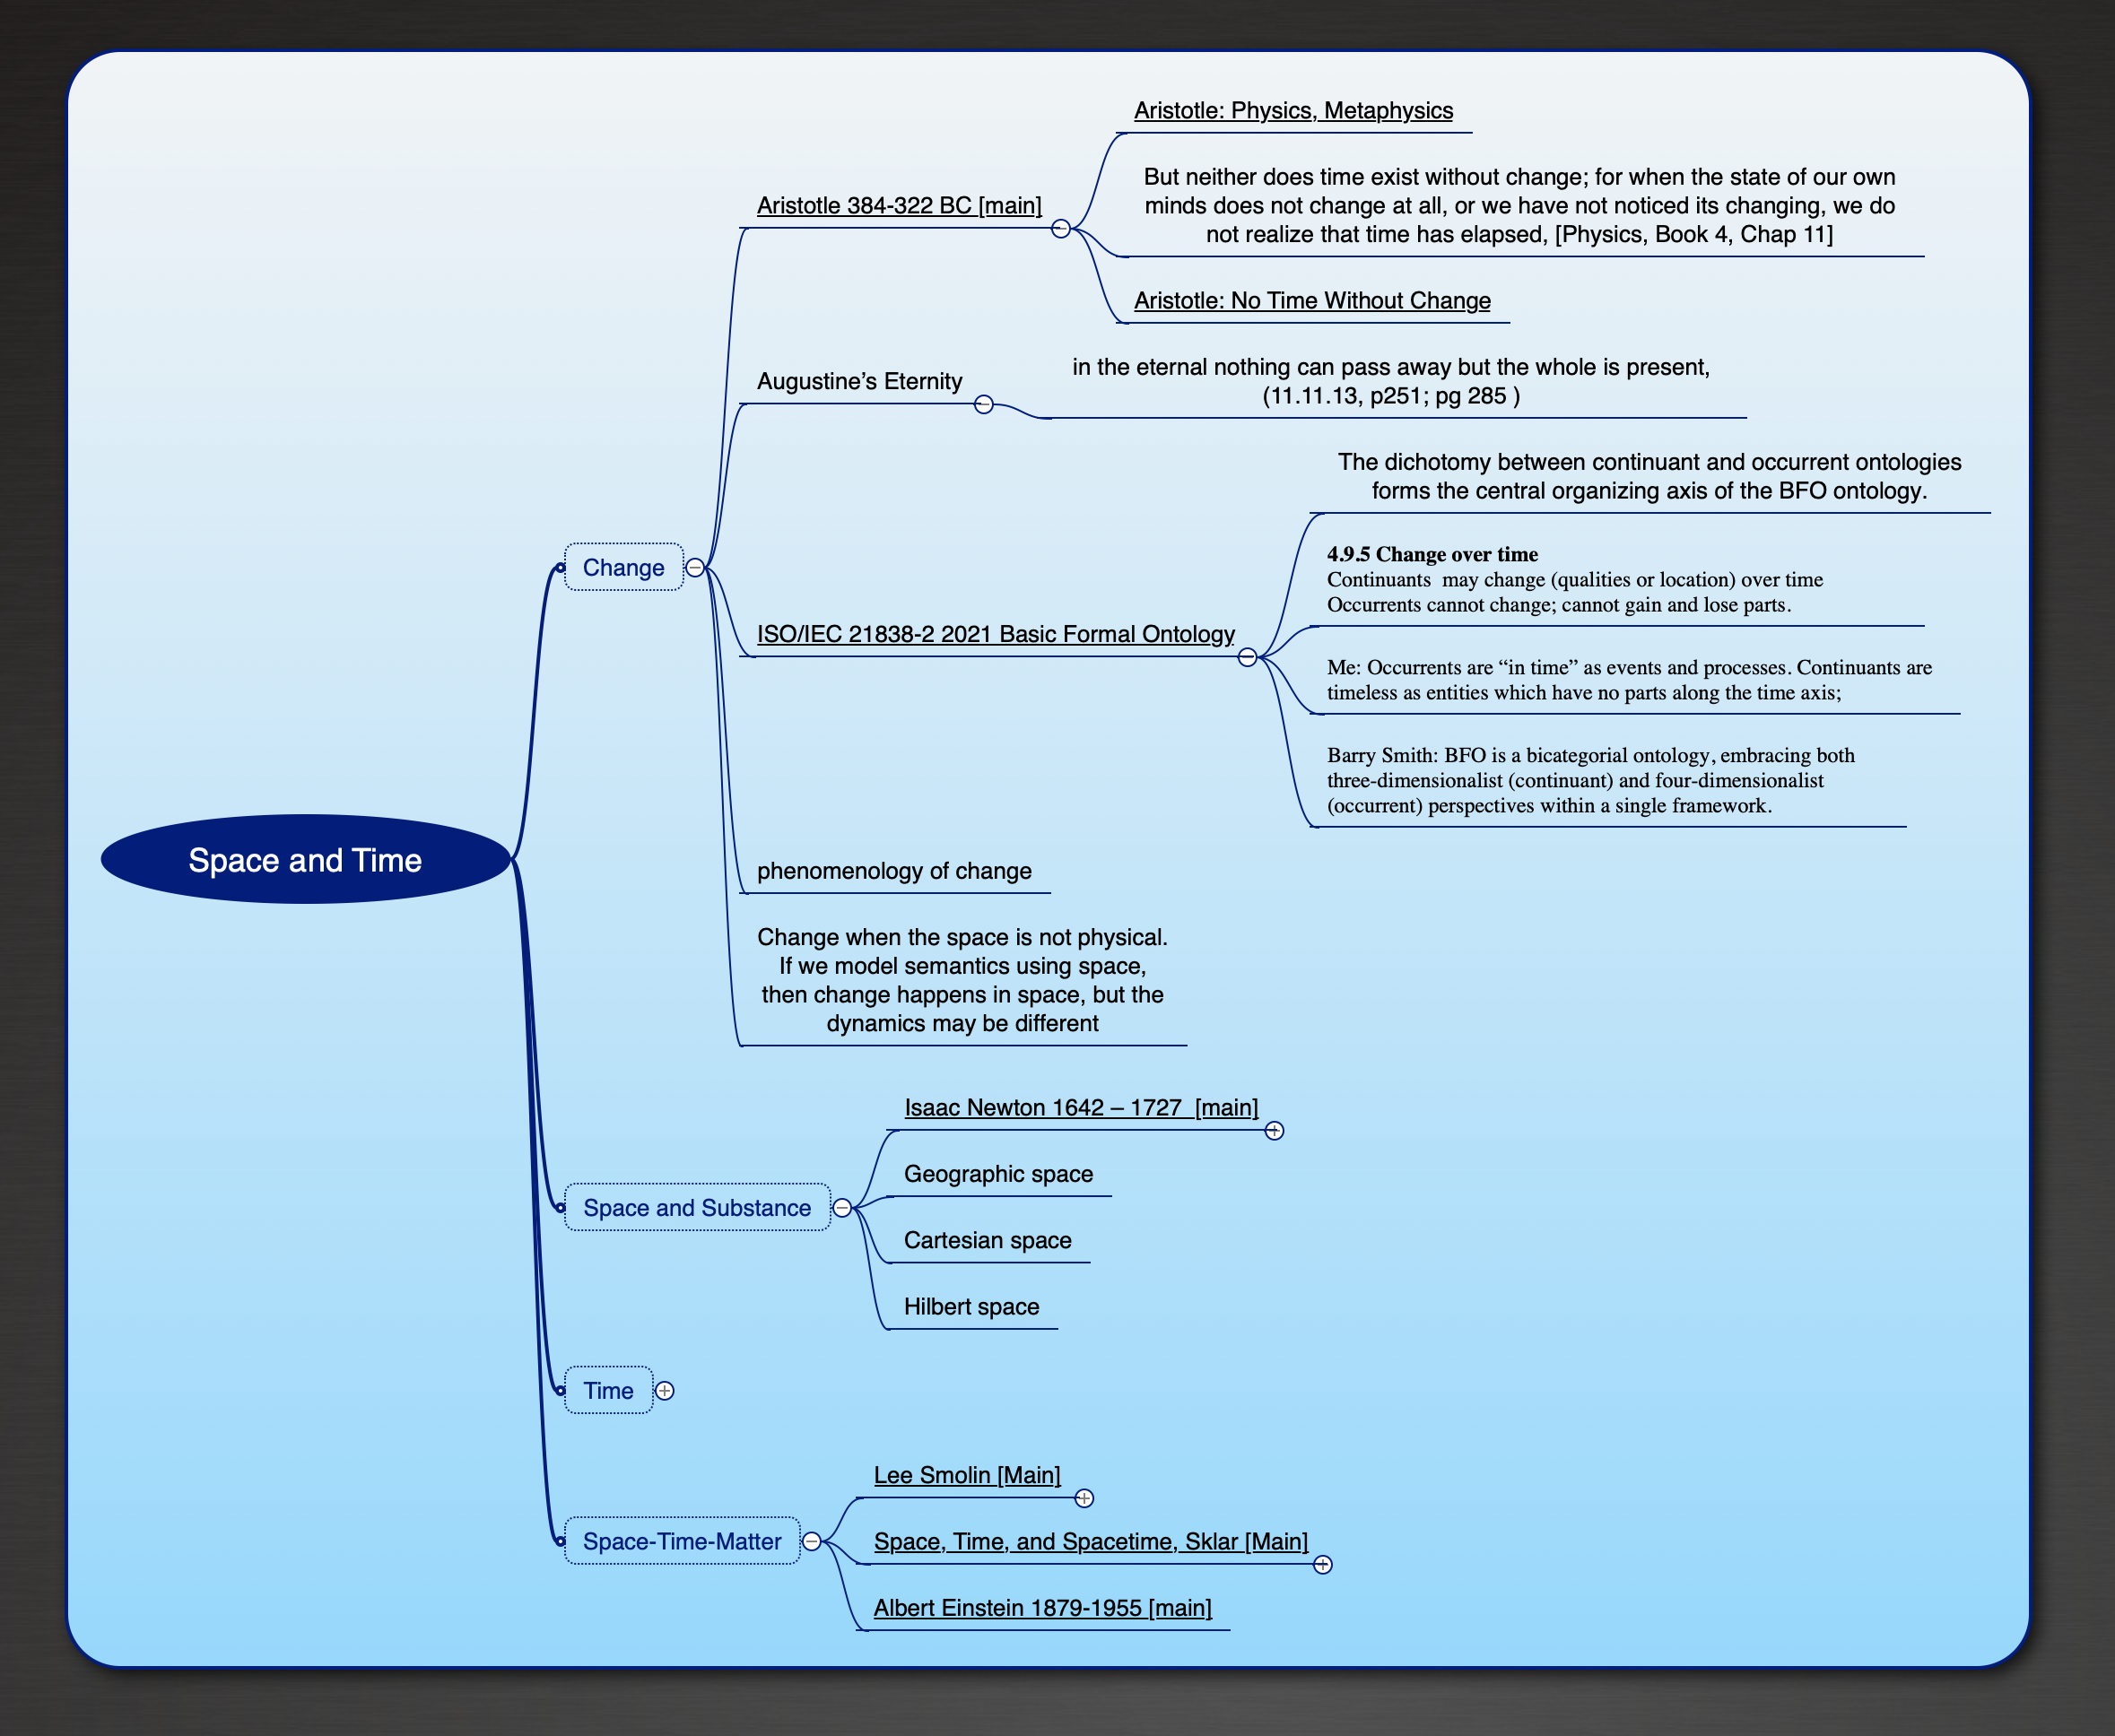 Space and Time
Change
Aristotle 384-322 BC [main]
Aristotle: Physics, Metaphysics
But neither does time exist without change; for when the state of our own
minds does not change at all, or we have not noticed its changing, we do
not realize that time has elapsed, [Physics, Book 4, Chap 11]
Aristotle: No Time Without Change
Augustine’s Eternity
in the eternal nothing can pass away but the whole is present,
(11.11.13, p251; pg 285 )
ISO/IEC 21838-2 2021 Basic Formal Ontology
The dichotomy between continuant and occurrent ontologies
forms the central organizing axis of the BFO ontology.
4.9.5 Change over time
Continuants  may change (qualities or location) over time
Occurrents cannot change; cannot gain and lose parts.
Me: Occurrents are “in time” as events and processes. Continuants are
timeless as entities which have no parts along the time axis;
Barry Smith: BFO is a bicategorial ontology, embracing both
three-dimensionalist (continuant) and four-dimensionalist
(occurrent) perspectives within a single framework.
phenomenology of change
Change when the space is not physical.
If we model semantics using space,
then change happens in space, but the
dynamics may be different
Space and Substance
Isaac Newton 1642 – 1727  [main]
Geographic space
Cartesian space
Hilbert space
Time
Space-Time-Matter
Lee Smolin [Main]
Space, Time, and Spacetime, Sklar [Main]
Albert Einstein 1879-1955 [main]